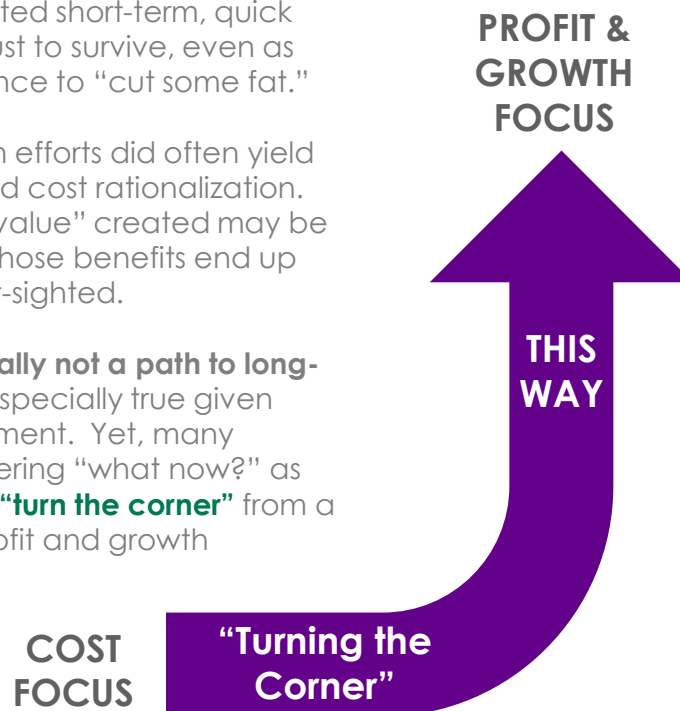 ted short-term, quick
ust to survive, even as
nce to “cut some fat.”
n efforts did often yield
d cost rationalization.
value” created may be
hose benefits end up
r-sighted.
ally not a path to long-
specially true given
ment.  Yet, many
ering “what now?” as
“turn the corner” from a
ofit and growth
PROFIT &
GROWTH
FOCUS
THIS
WAY
COST
FOCUS
“Turning the
Corner”